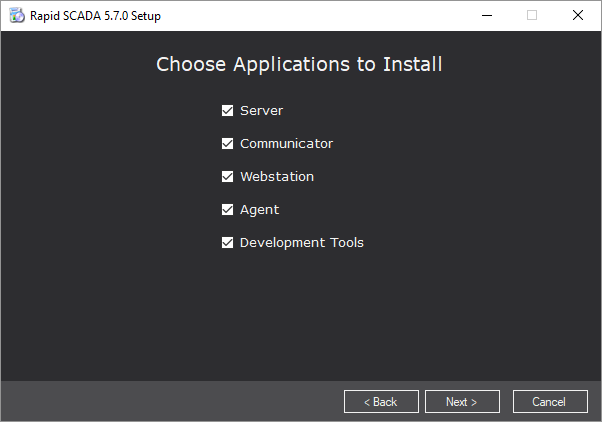 Rapid SCADA 5.7.0 Setup
Choose Applications to Install
Server
Communicator
Webstation
Agent
Development Tools
< Back
Next >
Cancel